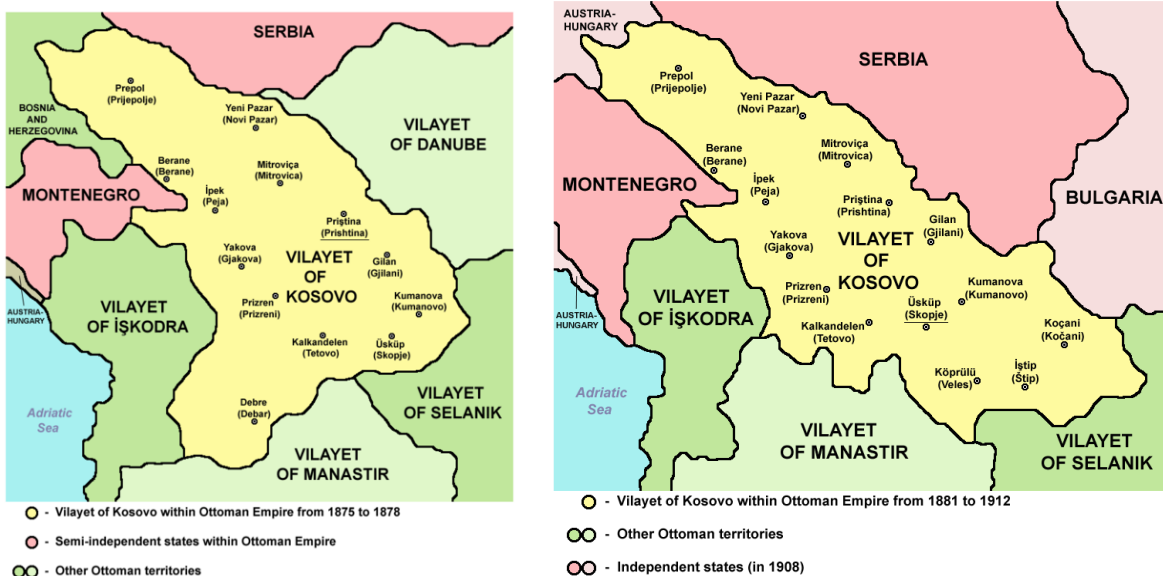 SERBIA
Prepol
(Prijepolje)
BOSNIA
AND
HERZEGOVINA
Yeni Pazar
(Novi Pazar)
VILAYET
OF DANUBE
Berane
(Berane)
Mitroviça
(Mitrovica)
MONTENEGRO
İpek
(Peja)
Priştina
(Prishtina)
Yakova
(Gjakova)
VILAYET
OF
KOSOVO
Gilan
(Gjilani)
Prizren
(Prizreni)
Kumanova
(Kumanovo)
AUSTRIA-
HUNGARY
VILAYET
OF İŞKODRA
Kalkandelen
(Tetovo)
Üsküp
(Skopje)
VILAYET
OF SELANIK
Adriatic
Sea
Debre
(Debar)
VILAYET
OF MANASTIR
- Vilayet of Kosovo within Ottoman Empire from 1875 to 1878
- Semi-independent states within Ottoman Empire
- Other Ottoman territories
AUSTRIA-
HUNGARY
SERBIA
Prepol
(Prijepolje)
Yeni Pazar
(Novi Pazar)
Berane
(Berane)
Mitroviça
(Mitrovica)
MONTENEGRO
İpek
(Peja)
BULGARIA
Priştina
(Prishtina)
Gilan
(Gjilani)
Yakova
(Gjakova)
VILAYET
OF
KOSOVO
Prizren
(Prizreni)
Kumanova
(Kumanovo)
VILAYET
OF İŞKODRA
AUSTRIA-
HUNGARY
Üsküp
(Skopje)
Kalkandelen
(Tetovo)
Koçani
(Kočani)
Köprülü
(Veles)
İştip
(Štip)
Adriatic
Sea
VILAYET
OF MANASTIR
VILAYET
OF SELANIK
- Vilayet of Kosovo within Ottoman Empire from 1881 to 1912
- Other Ottoman territories
- Independent states (in 1908)